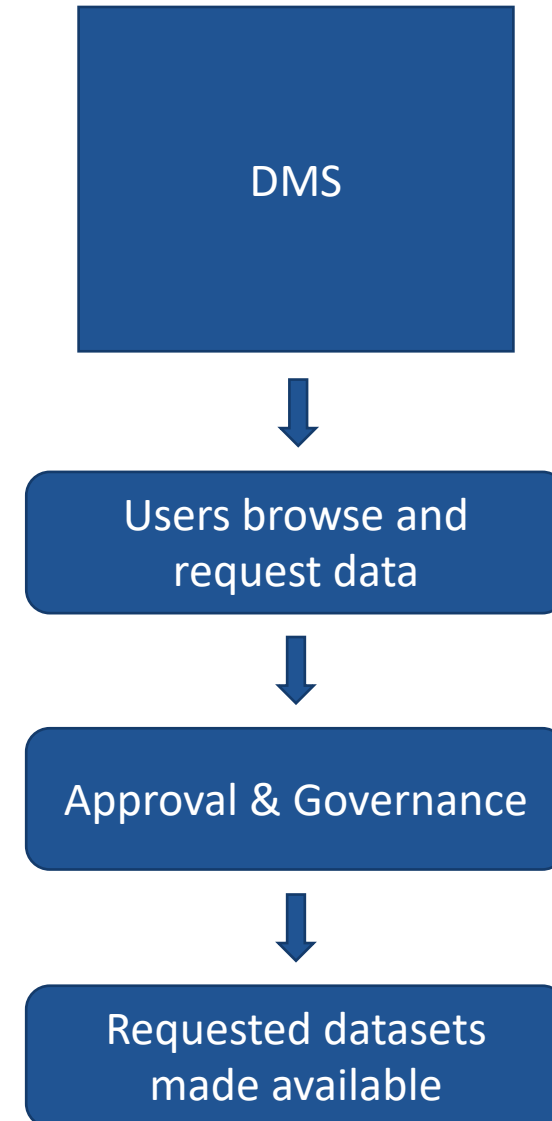 DMS
Users browse and
request data
Approval & Governance
Requested datasets
made available